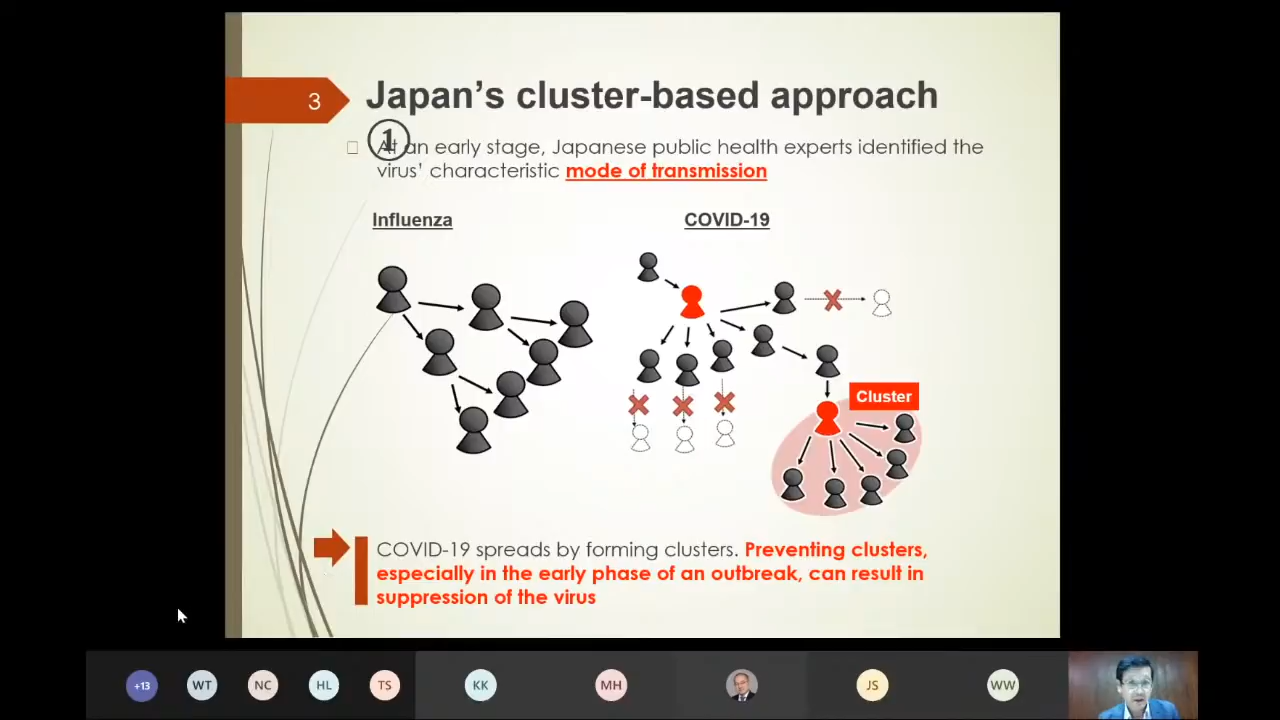 3
Japan's cluster-based approach
①
At an early stage, Japanese public health experts identified the
virus' characteristic mode of transmission
Influenza
COVID-19
Cluster
COVID-19 spreads by forming clusters. Preventing clusters,
especially in the early phase of an outbreak, can result in
suppression of the virus
+13 WT NC HL TS KK MH JS WW